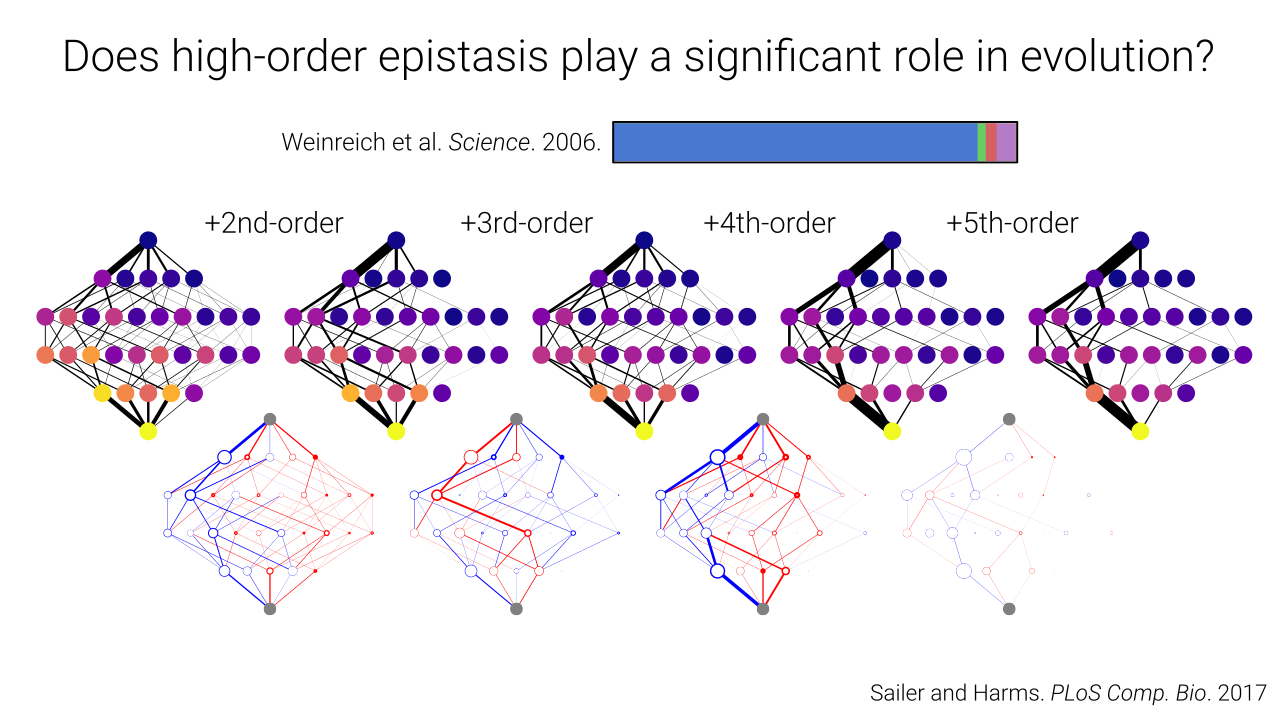 Does high-order epistasis play a significant role in evolution?
Weinreich et al. Science. 2006.
+2nd-order
+3rd-order
+4th-order
+5th-order
Sailer and Harms. PLoS Comp. Bio. 2017